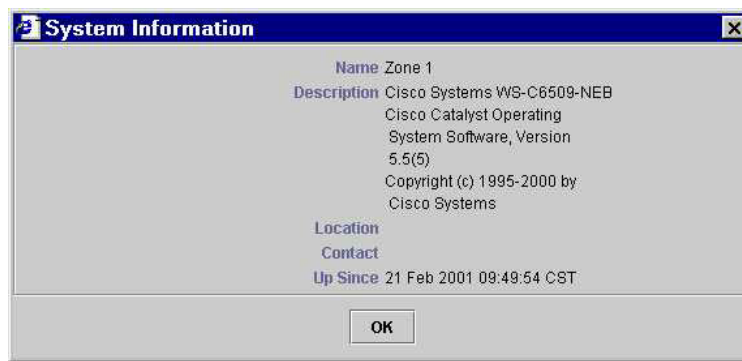 System Information
Name Zone 1
Description Cisco Systems WS-C6509-NEB
Cisco Catalyst Operating
System Software, Version
5.5(5)
Copyright (c) 1995-2000 by
Cisco Systems
Location
Contact
Up Since 21 Feb 2001 09:49:54 CST
OK